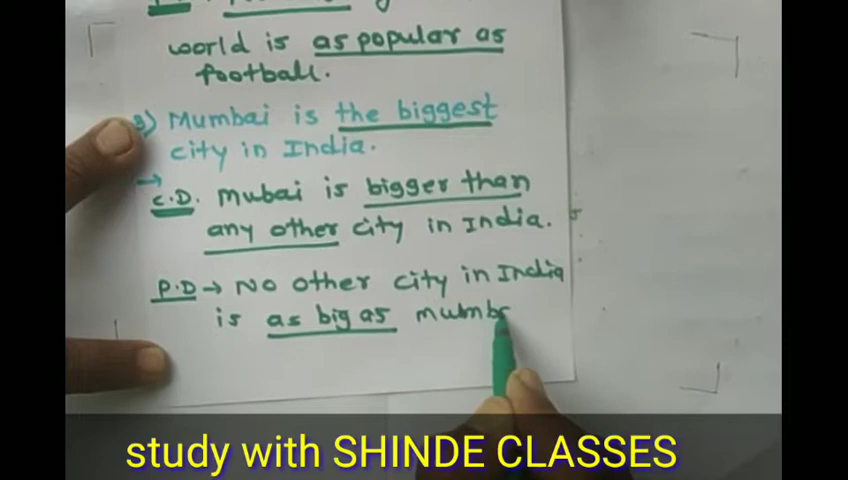 world is as popular as
football.
3) Mumbai is the biggest
city in India.
→
C.D. Mubai is bigger than
any other city in India.
P.D → No other city in India
is as big as mumb
study with SHINDE CLASSES